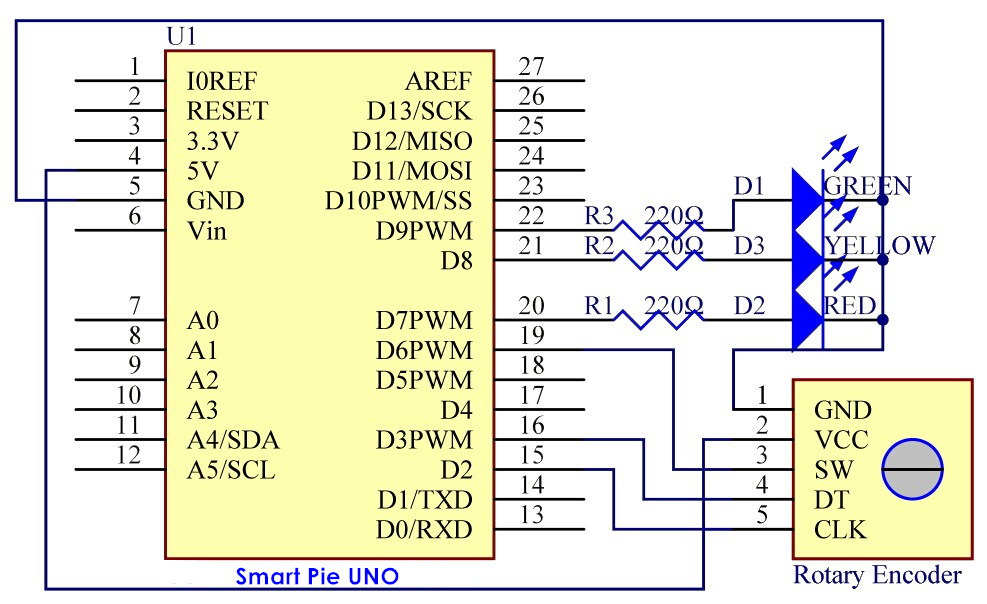 U1
1 I0REF AREF 27
2 RESET D13/SCK 26
3 3.3V D12/MISO 25
4 5V D11/MOSI 24
5 GND D10PWM/SS 23
6 Vin D9PWM 22 R3 220Ω D1 GREEN
D8 21 R2 220Ω D3 YELLOW
7 A0 D7PWM 20 R1 220Ω D2 RED
8 A1 D6PWM 19
9 A2 D5PWM 18
10 A3 D4 17 1 GND
11 A4/SDA D3PWM 16 2 VCC
12 A5/SCL D2 15 3 SW
D1/TXD 14 4 DT
D0/RXD 13 5 CLK
Smart Pie UNO Rotary Encoder